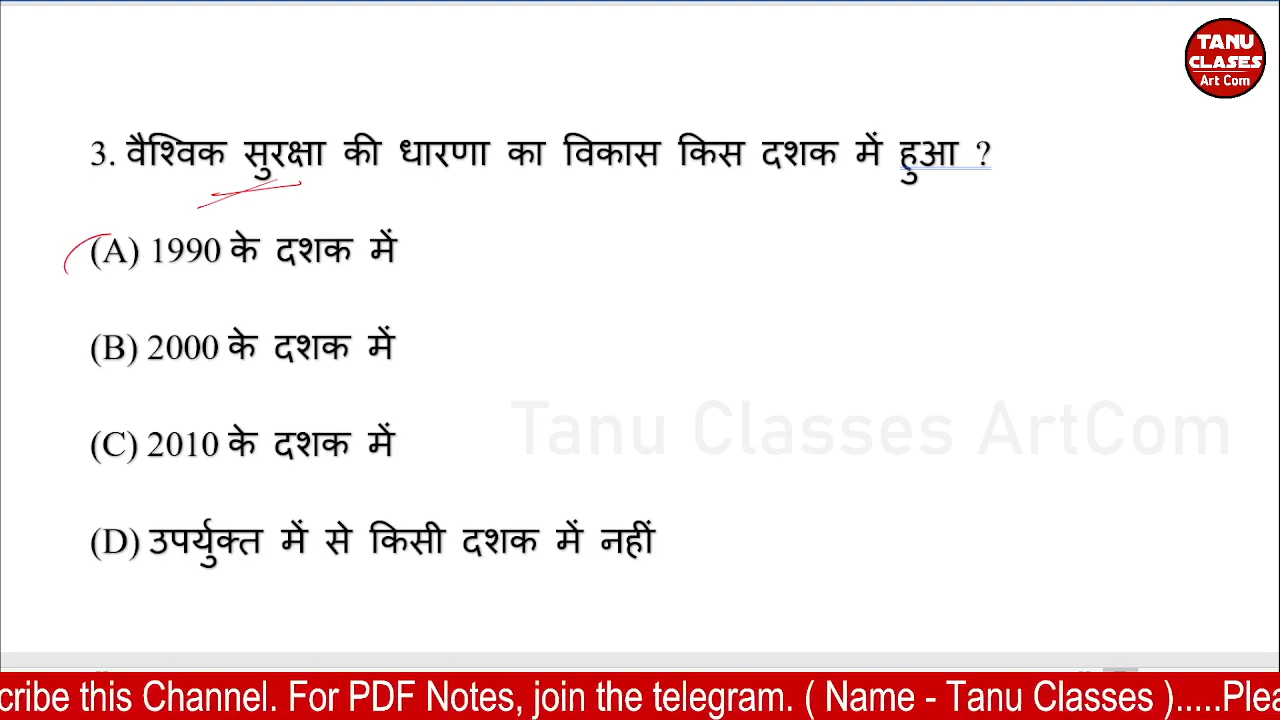 TANU
CLASES
Art Com
3. वैश्विक सुरक्षा की धारणा का विकास किस दशक में हुआ ?
(A) 1990 के दशक में
(B) 2000 के दशक में
(C) 2010 के दशक में
Tanu Classes ArtCom
(D) उपर्युक्त में से किसी दशक में नहीं
cribe this Channel. For PDF Notes, join the telegram. ( Name - Tanu Classes ).....Plea